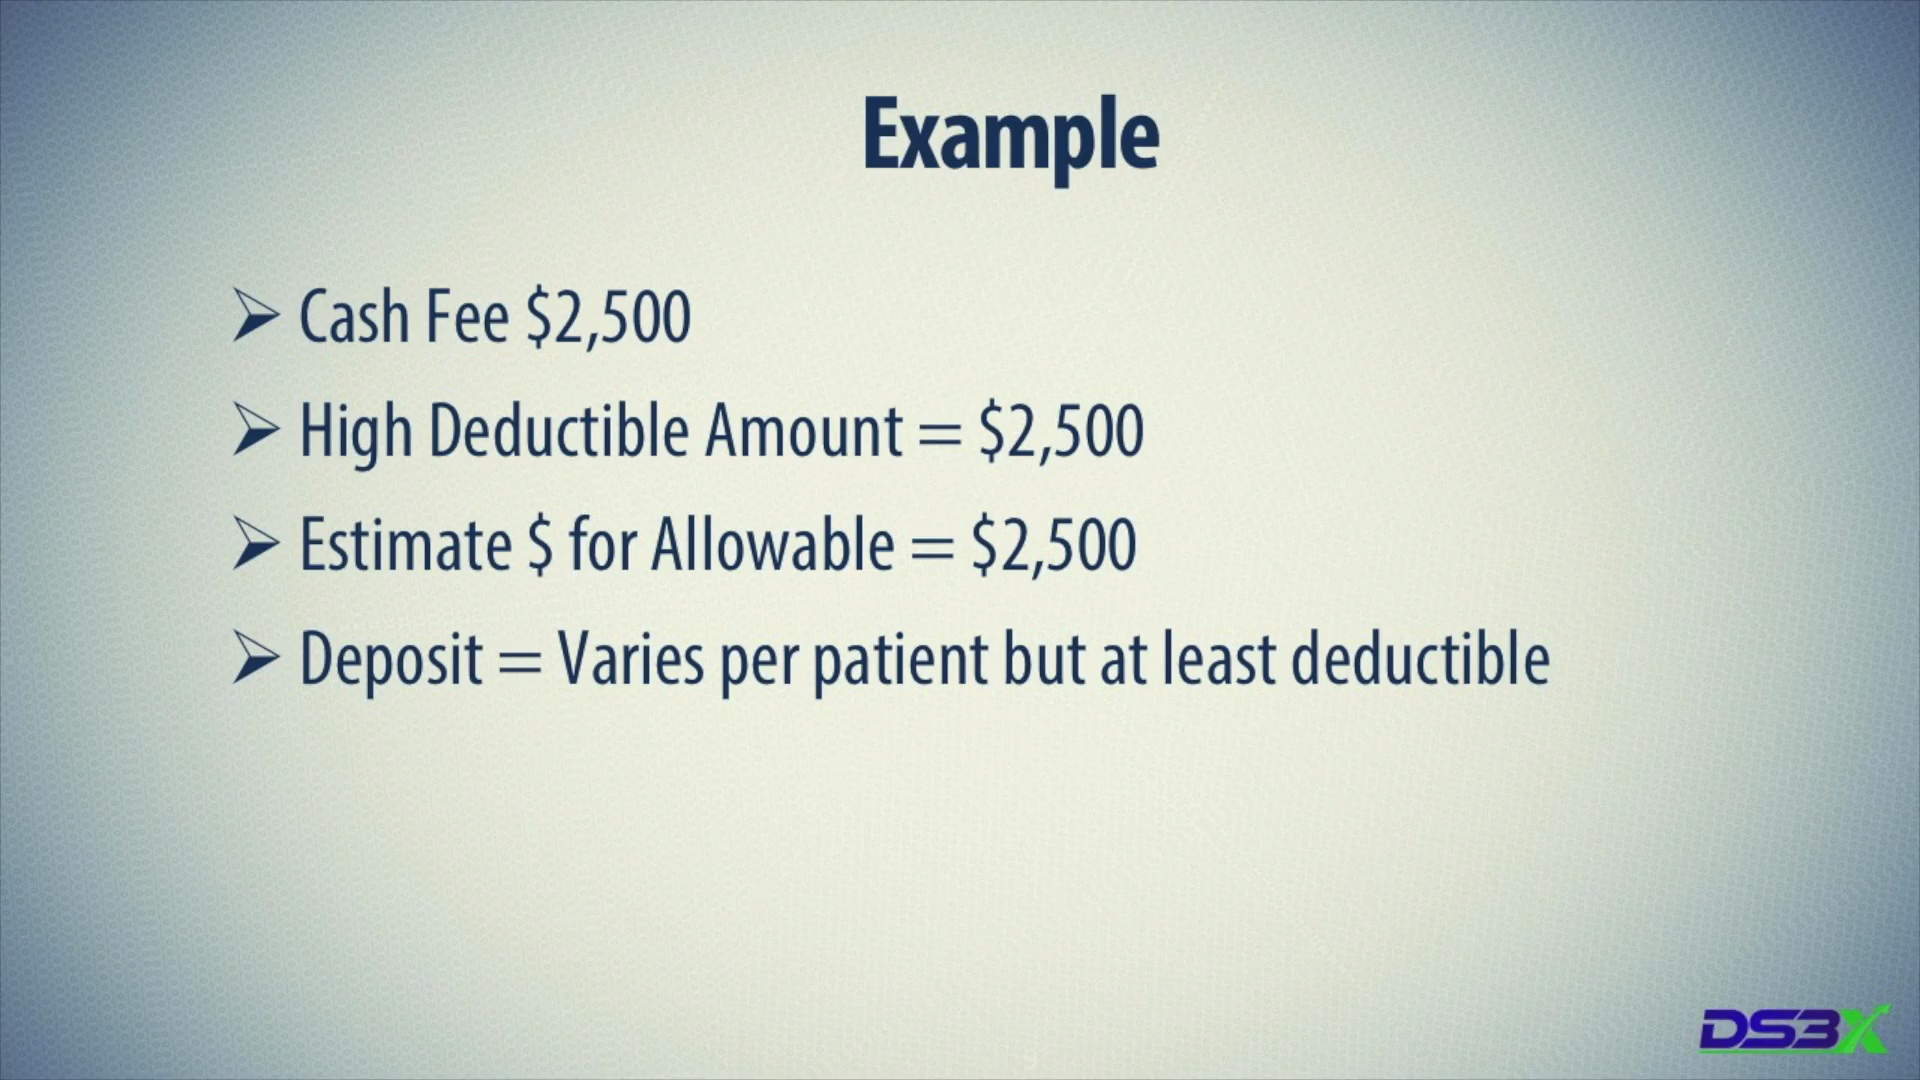 Example
Cash Fee $2,500
High Deductible Amount = $2,500
Estimate $ for Allowable = $2,500
Deposit = Varies per patient but at least deductible
DS3X